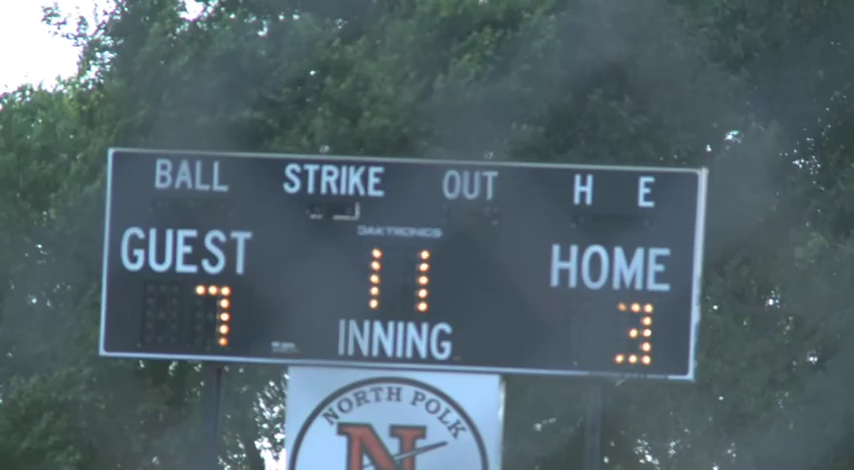 BALL STRIKE OUT H E
DAKTRONICS
GUEST 11 HOME
7 INNING 3
NORTH POLK
N